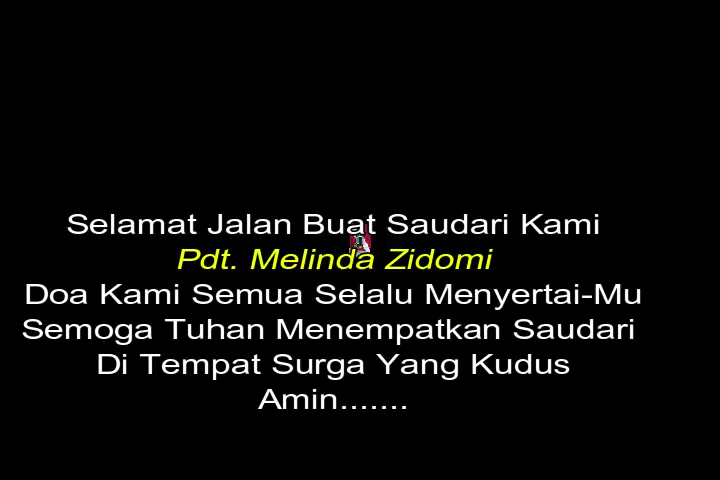 Selamat Jalan Buat Saudari Kami
Pdt. Melinda Zidomi
Doa Kami Semua Selalu Menyertai-Mu
Semoga Tuhan Menempatkan Saudari
Di Tempat Surga Yang Kudus
Amin.......